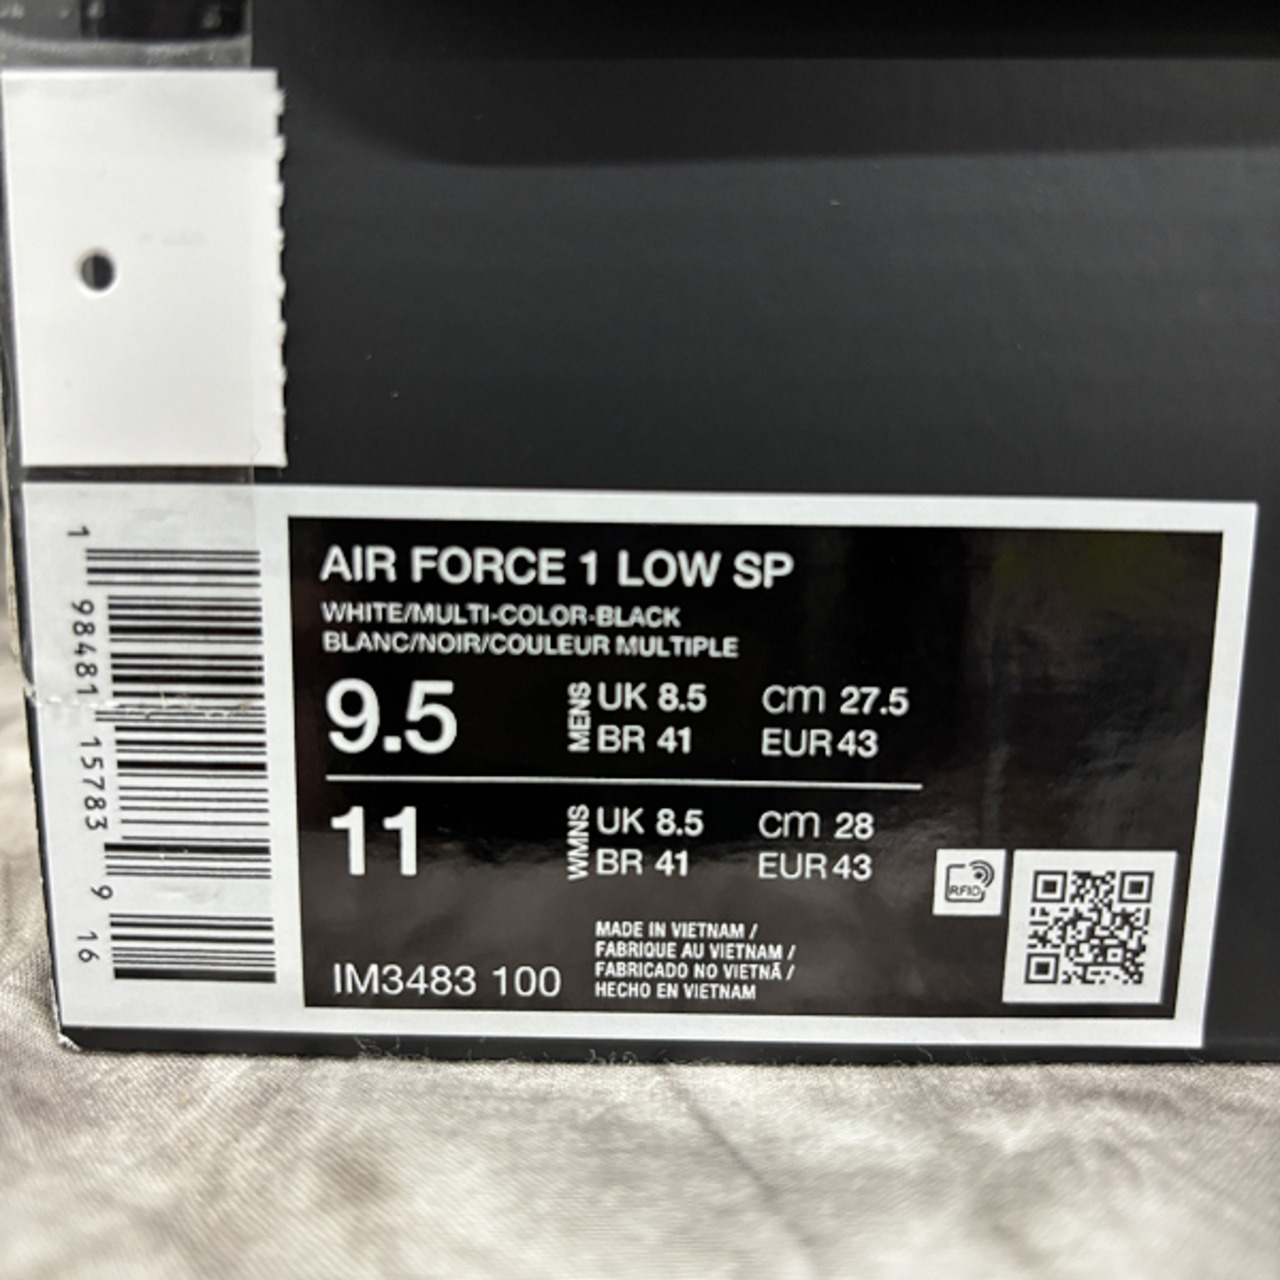 AIR FORCE 1 LOW SP
WHITE/MULTI-COLOR-BLACK
BLANC/NOIR/COULEUR MULTIPLE
9.5 MENS UK 8.5 cm 27.5
BR 41 EUR 43
11 WMNS UK 8.5 cm 28
BR 41 EUR 43
RFID
MADE IN VIETNAM /
FABRIQUE AU VIETNAM /
FABRICADO NO VIETNÃ /
HECHO EN VIETNAM
IM3483 100
1 98481 15783 9 16